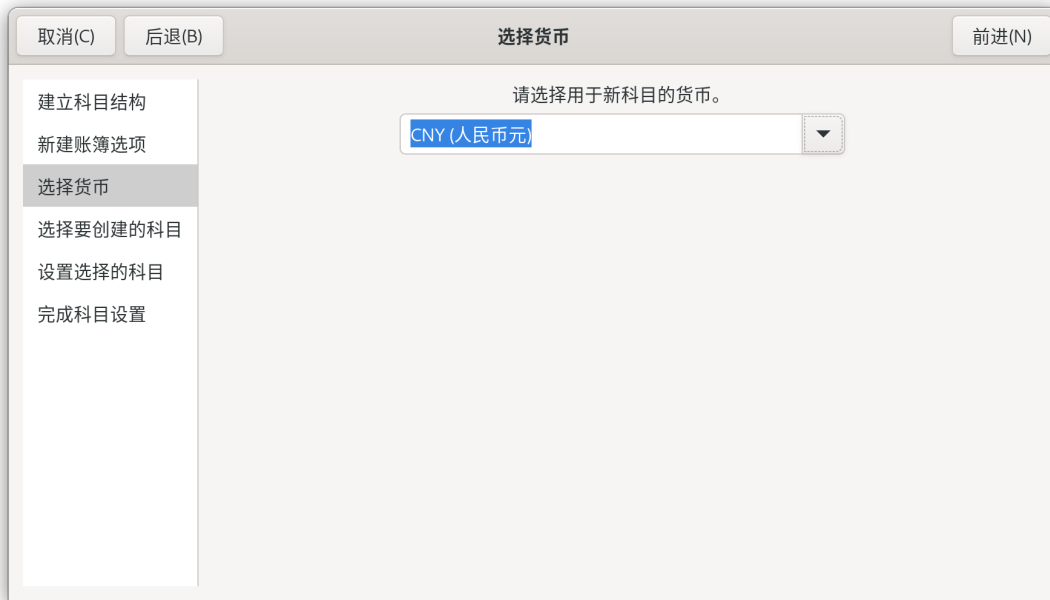 取消(C)
后退(B)
选择货币
前进(N)
建立科目结构
新建账簿选项
选择货币
选择要创建的科目
设置选择的科目
完成科目设置
请选择用于新科目的货币。
CNY (人民币元)